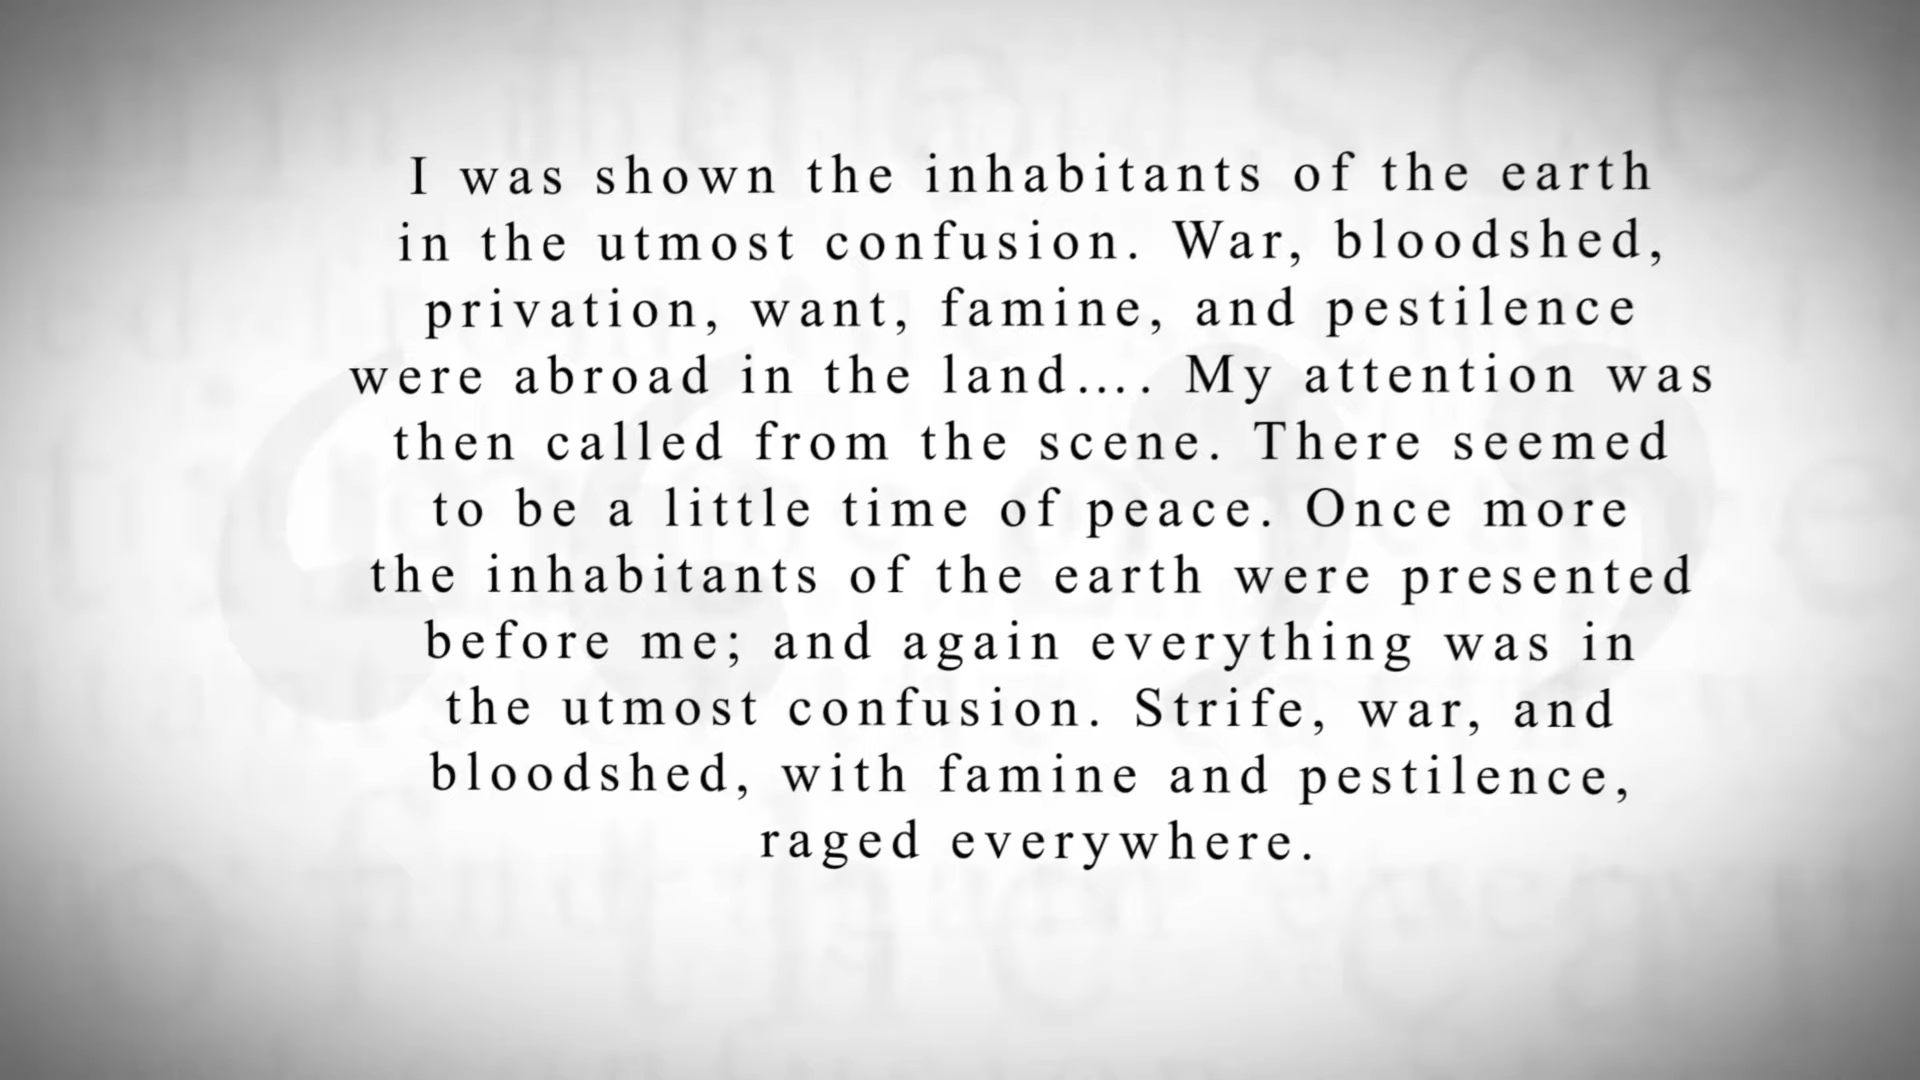 I was shown the inhabitants of the earth
in the utmost confusion. War, bloodshed,
privation, want, famine, and pestilence
were abroad in the land.... My attention was
then called from the scene. There seemed
to be a little time of peace. Once more
the inhabitants of the earth were presented
before me; and again everything was in
the utmost confusion. Strife, war, and
bloodshed, with famine and pestilence,
raged everywhere.